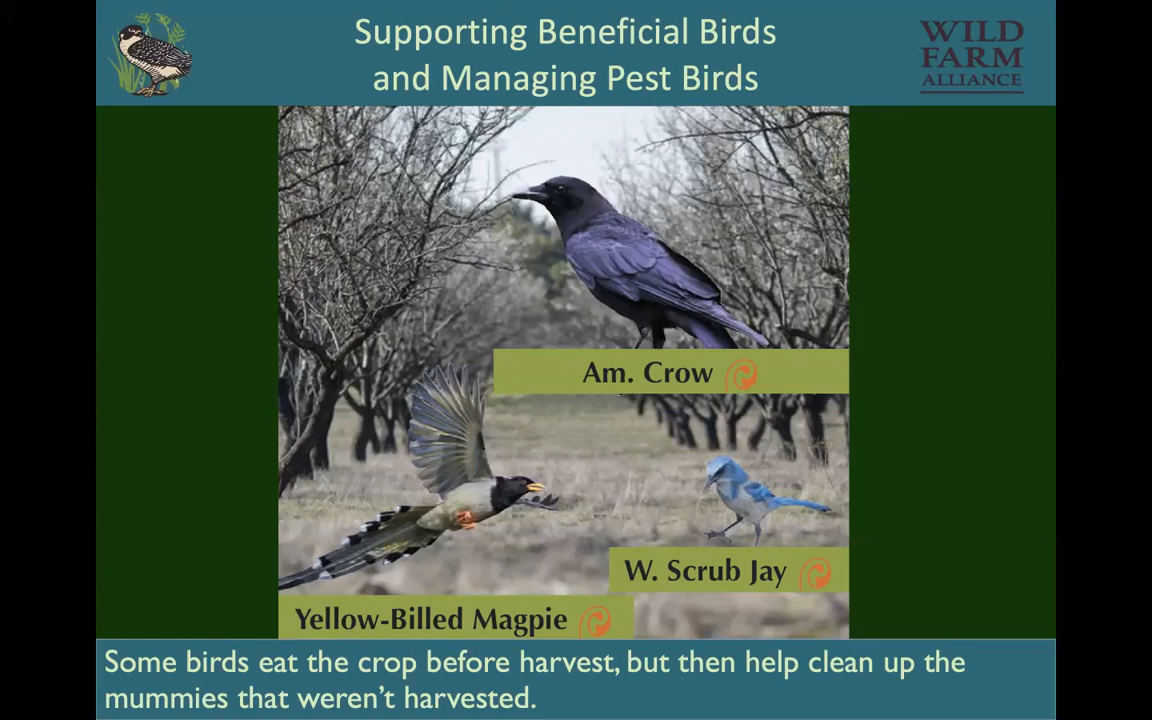 Supporting Beneficial Birds
and Managing Pest Birds
WILD
FARM
ALLIANCE
Am. Crow
W. Scrub Jay
Yellow-Billed Magpie
Some birds eat the crop before harvest, but then help clean up the
mummies that weren't harvested.